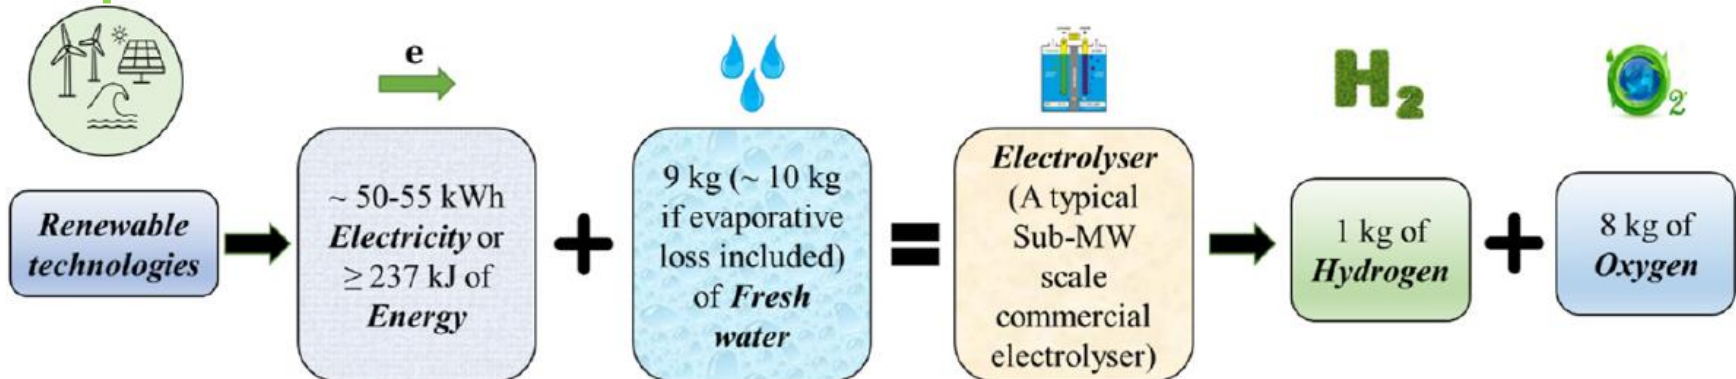 e
H2
2
Renewable
technologies
~ 50-55 kWh
Electricity or
≥ 237 kJ of
Energy
+
9 kg (~ 10 kg
if evaporative
loss included)
of Fresh
water
=
Electrolyser
(A typical
Sub-MW
scale
commercial
electrolyser)
1 kg of
Hydrogen
+
8 kg of
Oxygen